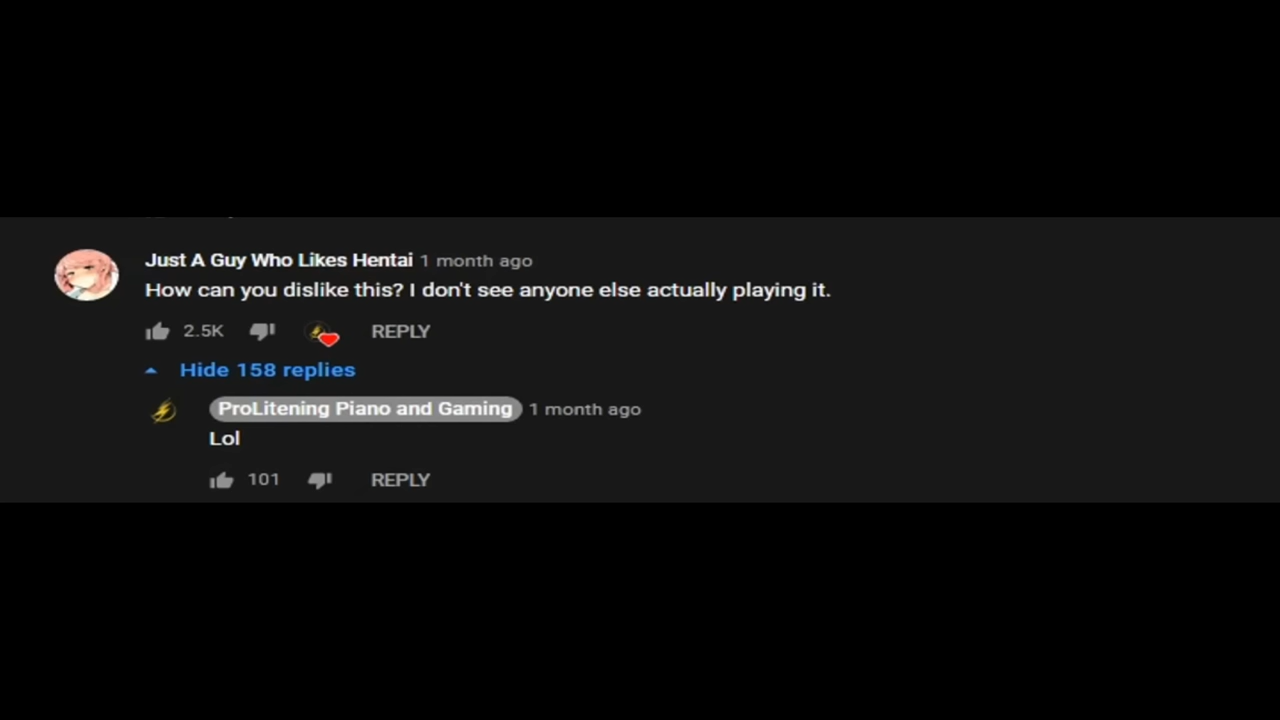 Just A Guy Who Likes Hentai 1 month ago
How can you dislike this? I don't see anyone else actually playing it.
2.5K REPLY
Hide 158 replies
ProLitening Piano and Gaming 1 month ago
Lol
101 REPLY